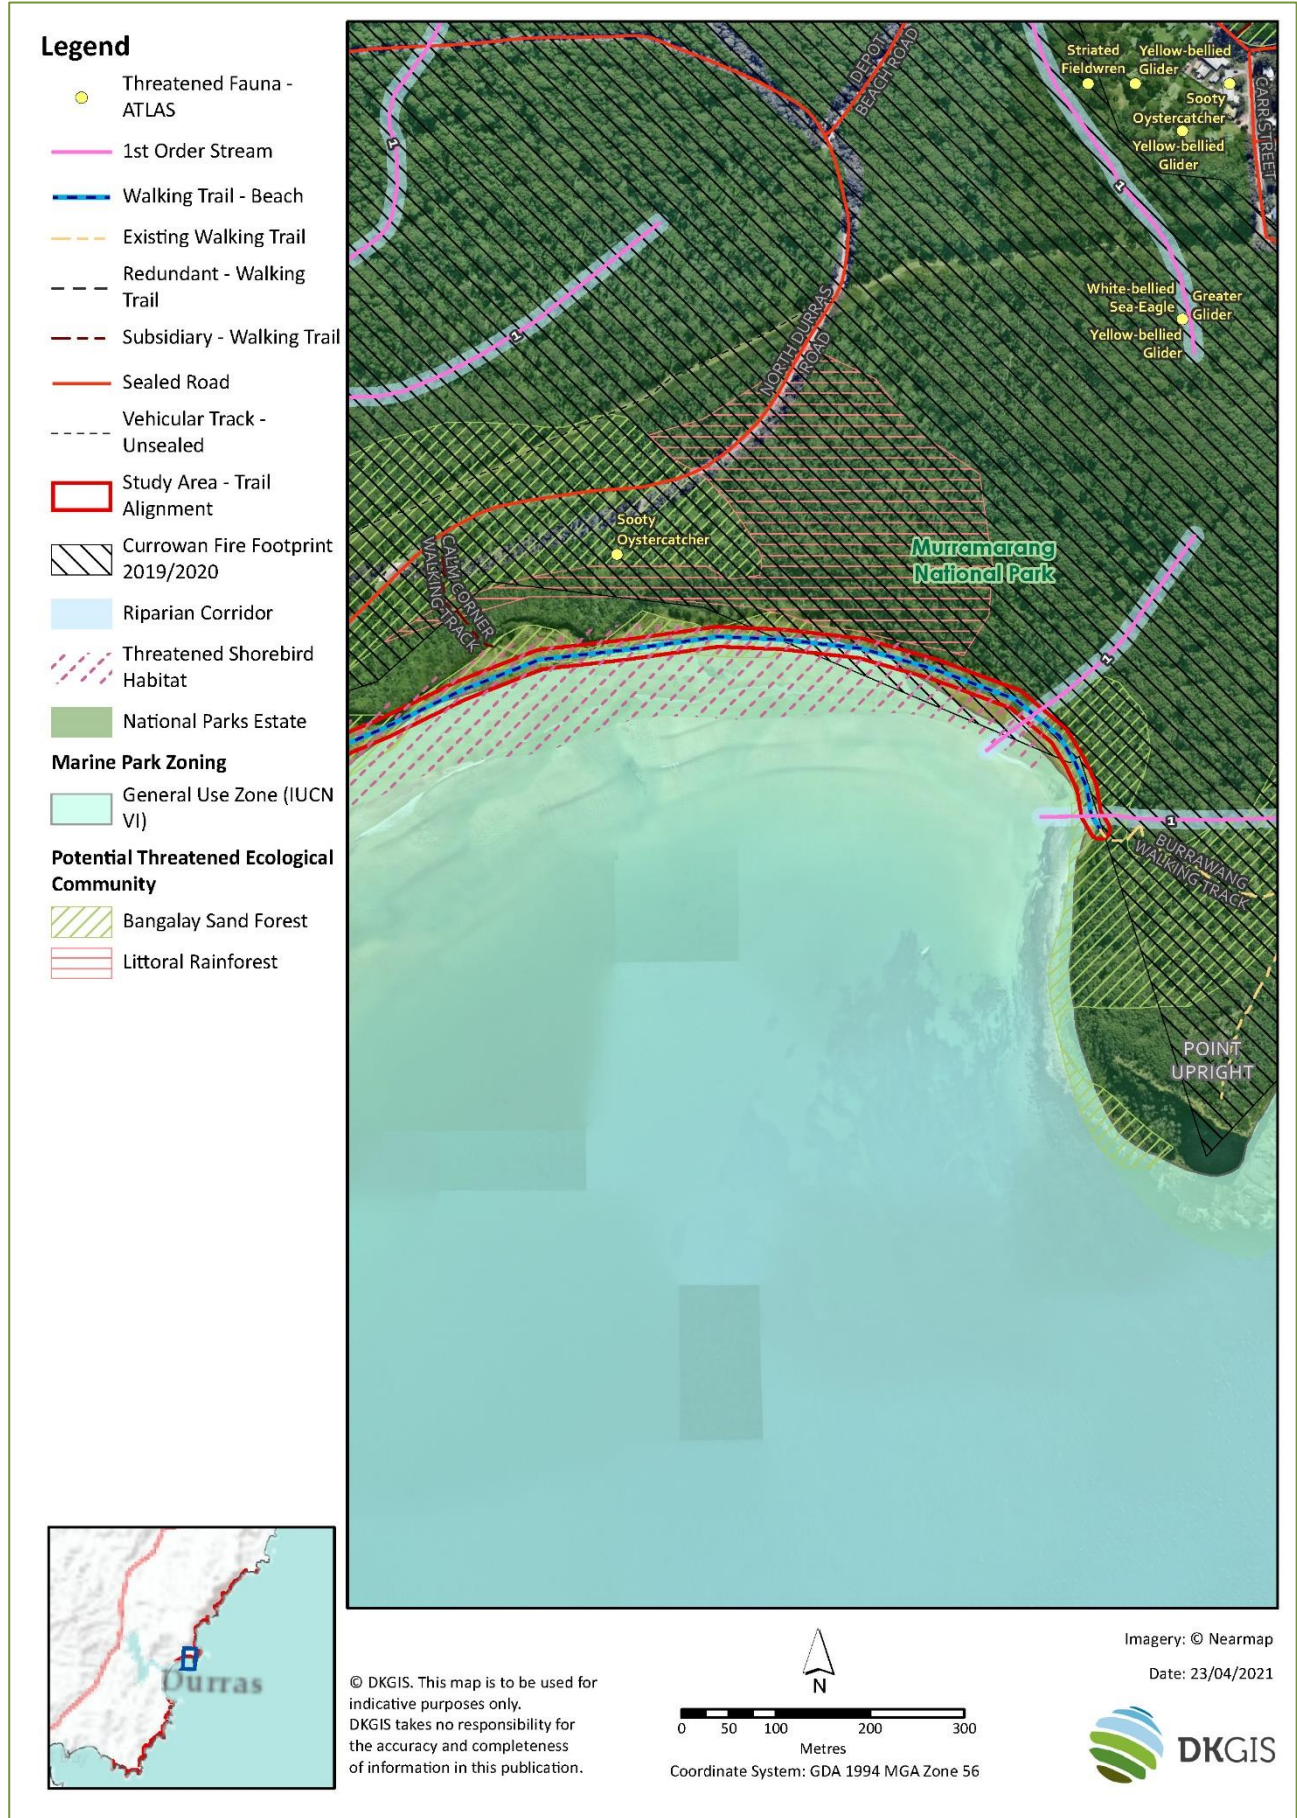 Legend
Threatened Fauna -
ATLAS
1st Order Stream
Walking Trail - Beach
Existing Walking Trail
Redundant - Walking
Trail
Subsidiary - Walking Trail
Sealed Road
Vehicular Track -
Unsealed
Study Area - Trail
Alignment
Currowan Fire Footprint
2019/2020
Riparian Corridor
Threatened Shorebird
Habitat
National Parks Estate
Marine Park Zoning
General Use Zone (IUCN
VI)
Potential Threatened Ecological
Community
Bangalay Sand Forest
Littoral Rainforest
DEPOT
BEACH ROAD
Striated
Fieldwren
Yellow-bellied
Glider
Sooty
Oystercatcher
Yellow-bellied
Glider
CARR STREET
1
1
1
White-bellied
Sea-Eagle
Greater
Glider
Yellow-bellied
Glider
NORTH DURRAS
ROAD
Sooty
Oystercatcher
CALM CORNER
WALKING TRACK
Murramarang
National Park
1
1
BURRAWANG
WALKING TRACK
POINT
UPRIGHT
Durras
© DKGIS. This map is to be used for
indicative purposes only.
DKGIS takes no responsibility for
the accuracy and completeness
of information in this publication.
N
0 50 100 200 300
Metres
Coordinate System: GDA 1994 MGA Zone 56
Imagery: © Nearmap
Date: 23/04/2021
DKGIS